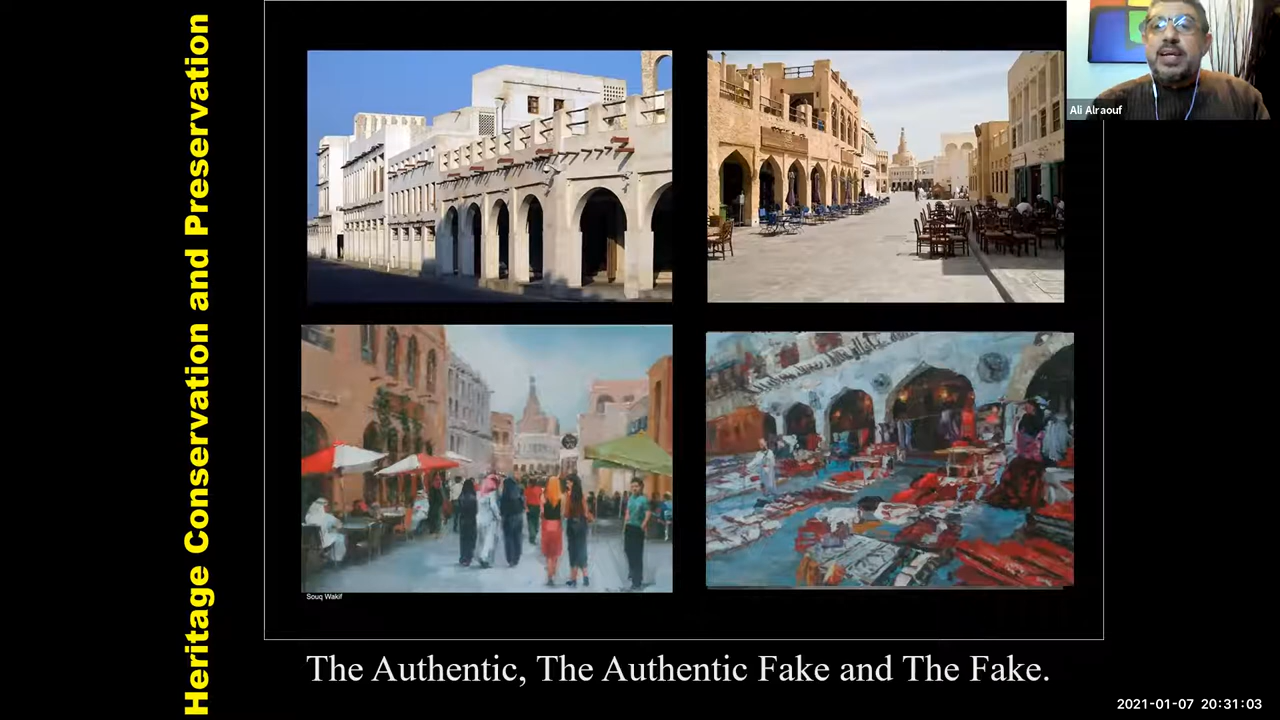 Heritage Conservation and Preservation
Ali Alraouf
Souq Wakif
The Authentic, The Authentic Fake and The Fake.
2021-01-07 20:31:03